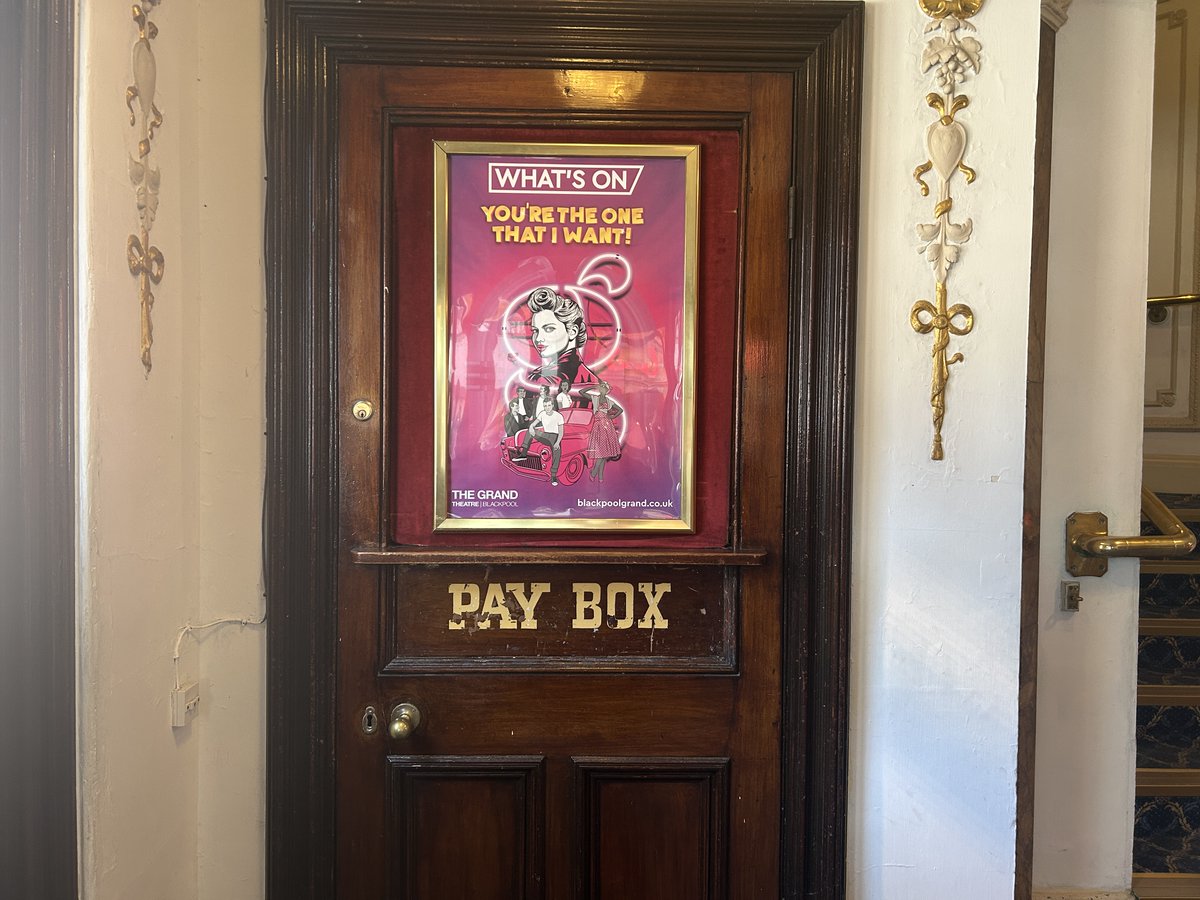 WHAT'S ON
YOU'RE THE ONE
THAT I WANT!
THE GRAND
THEATRE | BLACKPOOL
blackpoolgrand.co.uk
PAY BOX